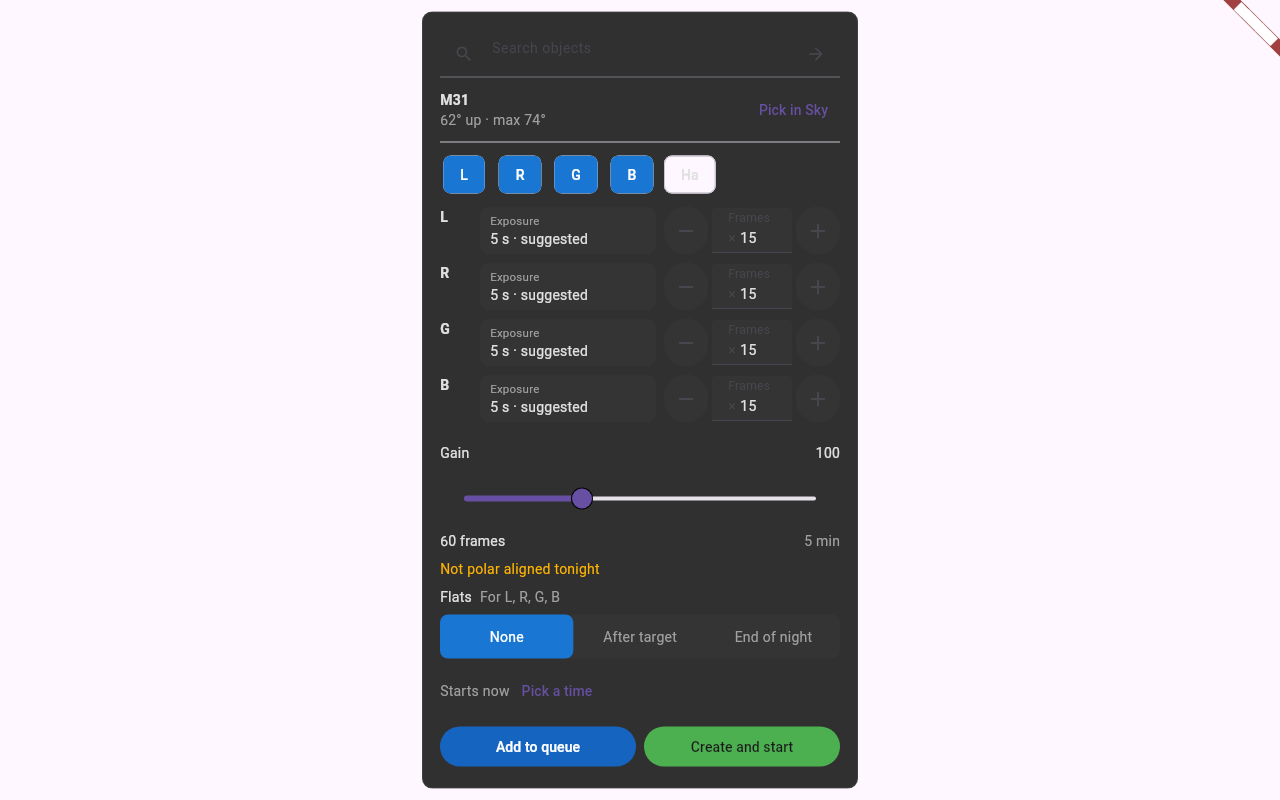 Search objects
M31
62° up · max 74°
Pick in Sky
L R G B Ha
L
Exposure
5 s · suggested
Frames
× 15
R
Exposure
5 s · suggested
Frames
× 15
G
Exposure
5 s · suggested
Frames
× 15
B
Exposure
5 s · suggested
Frames
× 15
Gain 100
60 frames 5 min
Not polar aligned tonight
Flats For L, R, G, B
None After target End of night
Starts now Pick a time
Add to queue Create and start